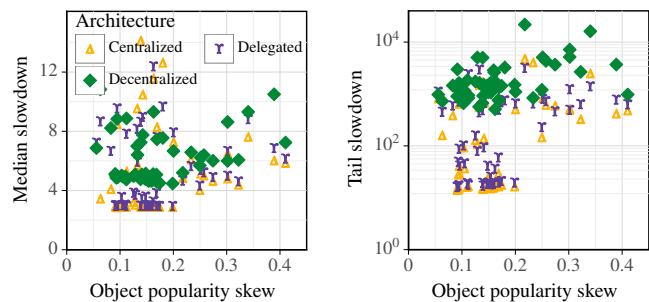 Architecture
Centralized
Delegated
Decentralized
Median slowdown
12
8
4
0
0
0.1
0.2
0.3
0.4
Object popularity skew
Tail slowdown
10^4
10^2
10^0
0
0.1
0.2
0.3
0.4
Object popularity skew